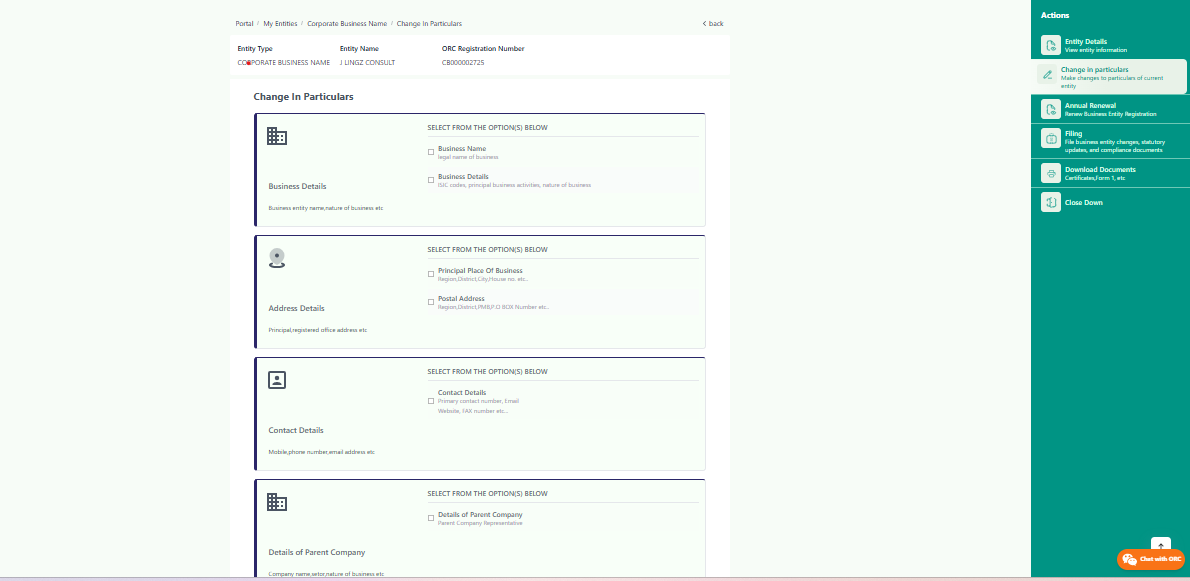 Portal / My Entities / Corporate Business Name / Change In Particulars
back
Entity Type Entity Name ORC Registration Number
CORPORATE BUSINESS NAME J LINGZ CONSULT CB000002725
Change In Particulars
SELECT FROM THE OPTION(S) BELOW
Business Name
legal name of business
Business Details
ISIC codes, principal business activities, nature of business
Business Details
Business entity name,nature of business etc
SELECT FROM THE OPTION(S) BELOW
Principal Place Of Business
Region,District,City,House no. etc..
Postal Address
Region,District,PMB,P.O BOX Number etc..
Address Details
Principal,registered office address etc
SELECT FROM THE OPTION(S) BELOW
Contact Details
Primary contact number, Email
Website, FAX number etc...
Contact Details
Mobile,phone number,email address etc
SELECT FROM THE OPTION(S) BELOW
Details of Parent Company
Parent Company Representative
Details of Parent Company
Company name,setor,nature of business etc
Actions
Entity Details
View entity information
Change in particulars
Make changes to particulars of current
entity
Annual Renewal
Renew Business Entity Registration
Filing
File business entity changes, statutory
updates, and compliance documents
Download Documents
Certificates,Form 1, etc
Close Down
Chat with ORC